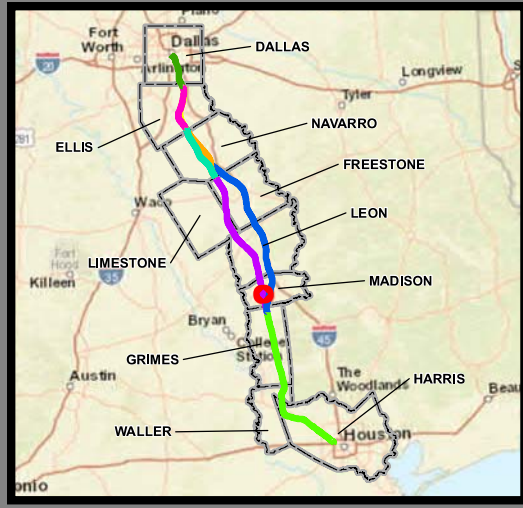 Plano
Fort
Worth
Dallas
DALLAS
Arlington
20
Longview
Tyler
NAVARRO
281
ELLIS
FREESTONE
Waco
LEON
Fort
Hood
LIMESTONE
35
Killeen
MADISON
Bryan
College
Station
45
GRIMES
Austin
The
Woodlands
HARRIS
Beau
WALLER
Houston
onio